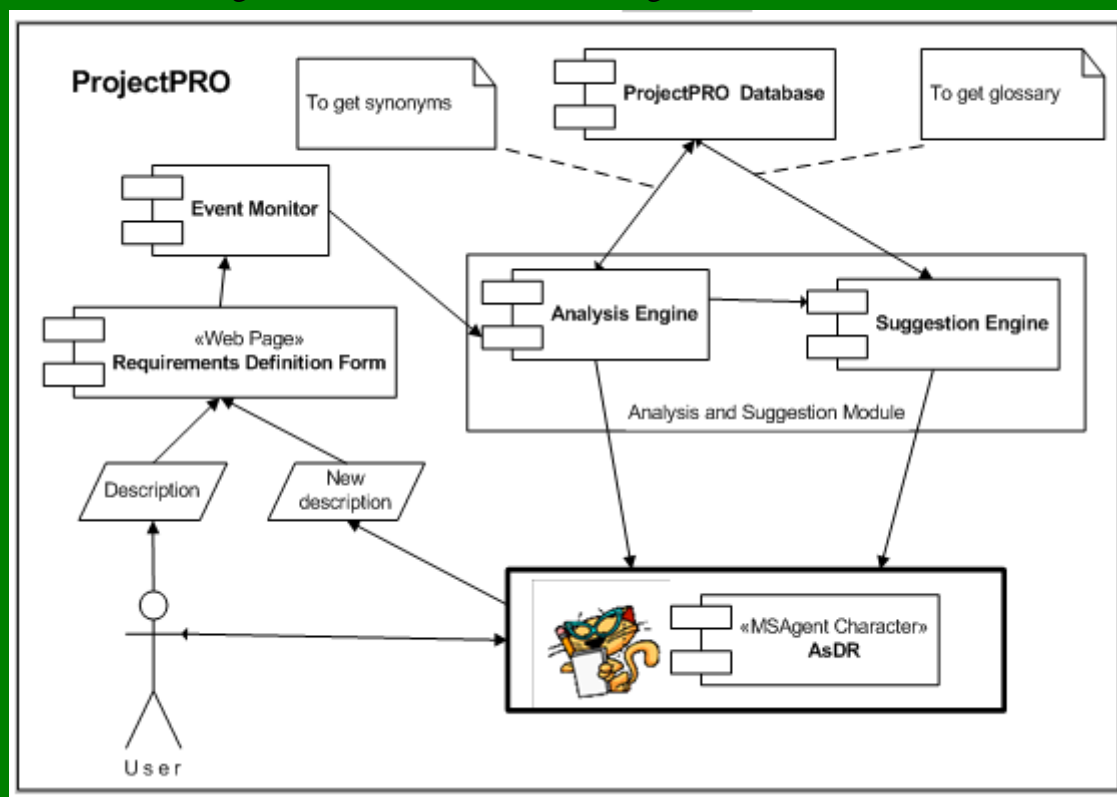 ProjectPRO
To get synonyms
ProjectPRO Database
To get glossary
Event Monitor
«Web Page»
Requirements Definition Form
Analysis Engine
Suggestion Engine
Analysis and Suggestion Module
Description
New
description
«MSAgent Character»
AsDR
User